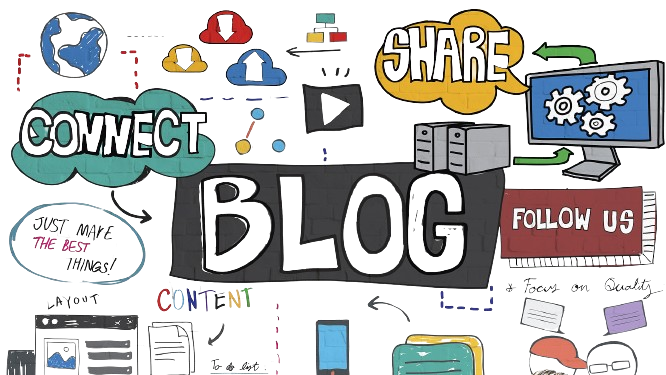 SHARE
CONNECT
BLOG
FOLLOW US
JUST MAKE
THE BEST
THINGS!
* Focus on Quality
LAYOUT
CONTENT
To do list.